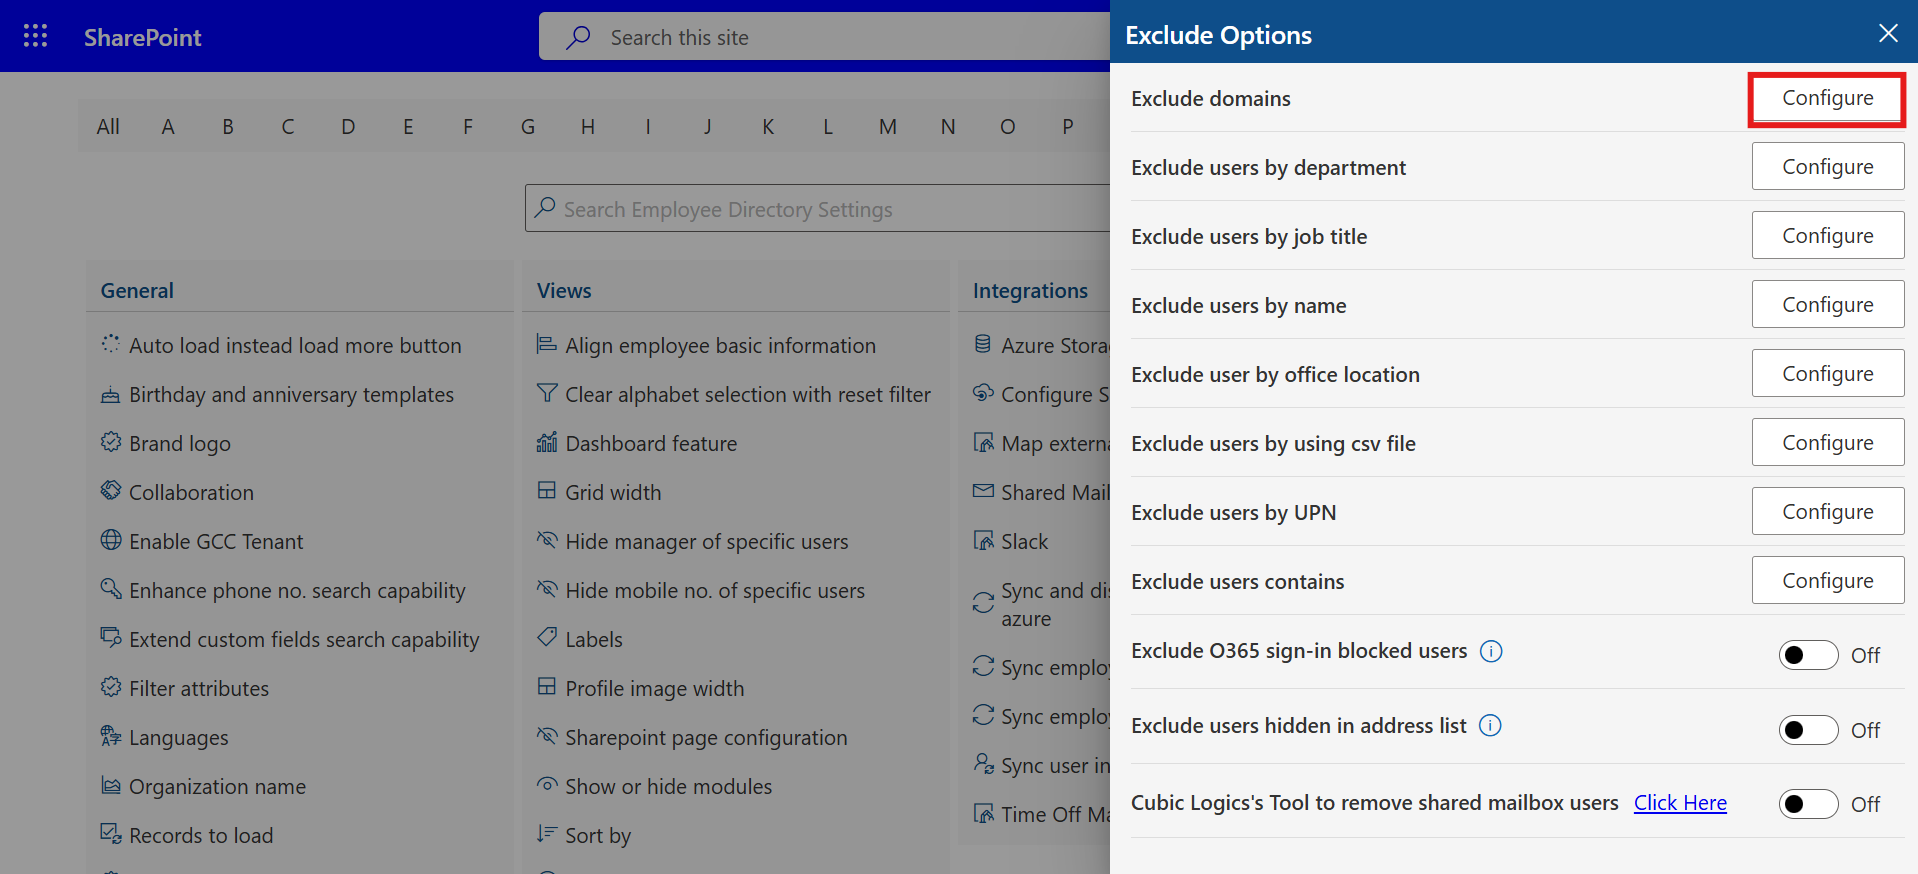 SharePoint
Search this site
All A B C D E F G H I J K L M N O P
Search Employee Directory Settings
General
Auto load instead load more button
Birthday and anniversary templates
Brand logo
Collaboration
Enable GCC Tenant
Enhance phone no. search capability
Extend custom fields search capability
Filter attributes
Languages
Organization name
Records to load
Views
Align employee basic information
Clear alphabet selection with reset filter
Dashboard feature
Grid width
Hide manager of specific users
Hide mobile no. of specific users
Labels
Profile image width
Sharepoint page configuration
Show or hide modules
Sort by
Integrations
Azure
Configure
Map
Shared
Slack
Sync and
azure
Sync
Sync
Sync user
Time Off
Exclude Options
Exclude domains Configure
Exclude users by department Configure
Exclude users by job title Configure
Exclude users by name Configure
Exclude user by office location Configure
Exclude users by using csv file Configure
Exclude users by UPN Configure
Exclude users contains Configure
Exclude O365 sign-in blocked users Off
Exclude users hidden in address list Off
Cubic Logics's Tool to remove shared mailbox users Click Here Off